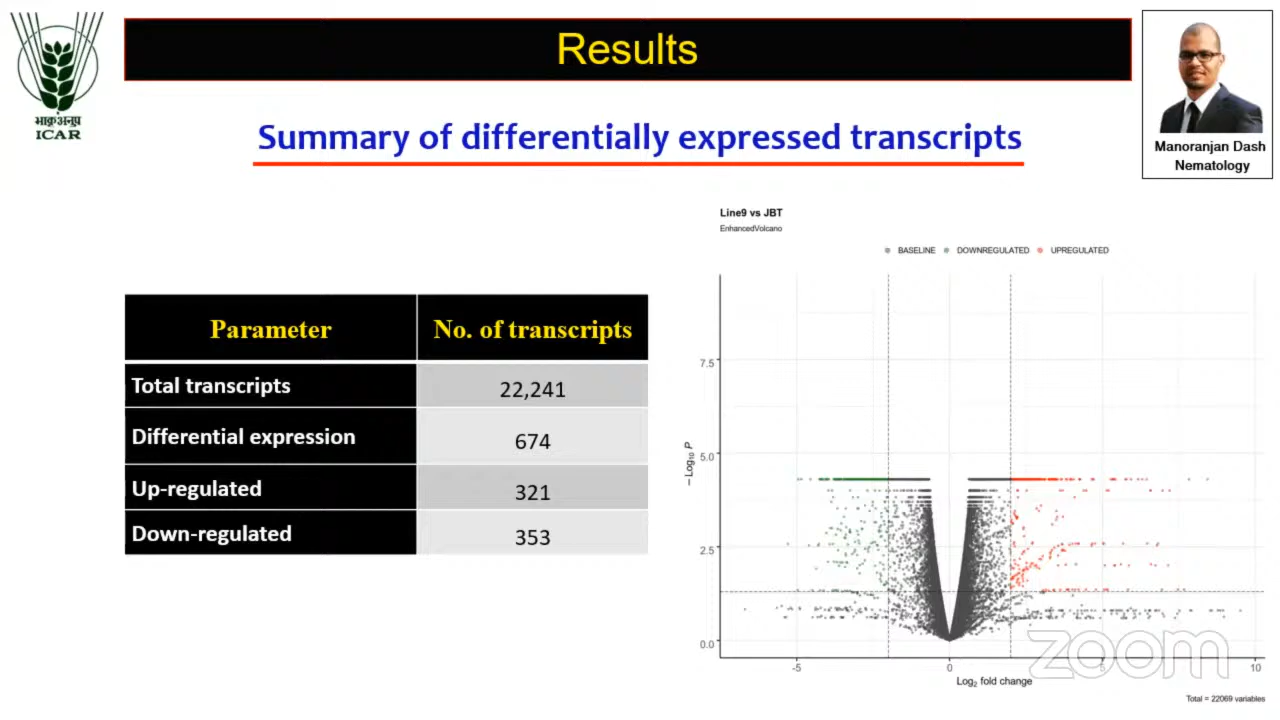 Results
भाकृअनुप
ICAR
Manoranjan Dash
Nematology
Summary of differentially expressed transcripts
Parameter No. of transcripts
Total transcripts 22,241
Differential expression 674
Up-regulated 321
Down-regulated 353
Line9 vs JBT
EnhancedVolcano
BASELINE DOWNREGULATED UPREGULATED
7.5
5.0
2.5
0.0
−Log10 P
-5 0 5 10
Log2 fold change
Total = 22069 variables
zoom